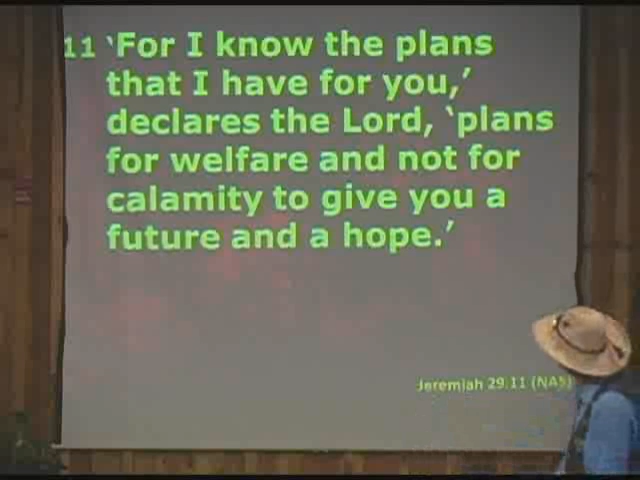 11 ‘For I know the plans
that I have for you,’
declares the Lord, ‘plans
for welfare and not for
calamity to give you a
future and a hope.’
Jeremiah 29:11 (NAS)